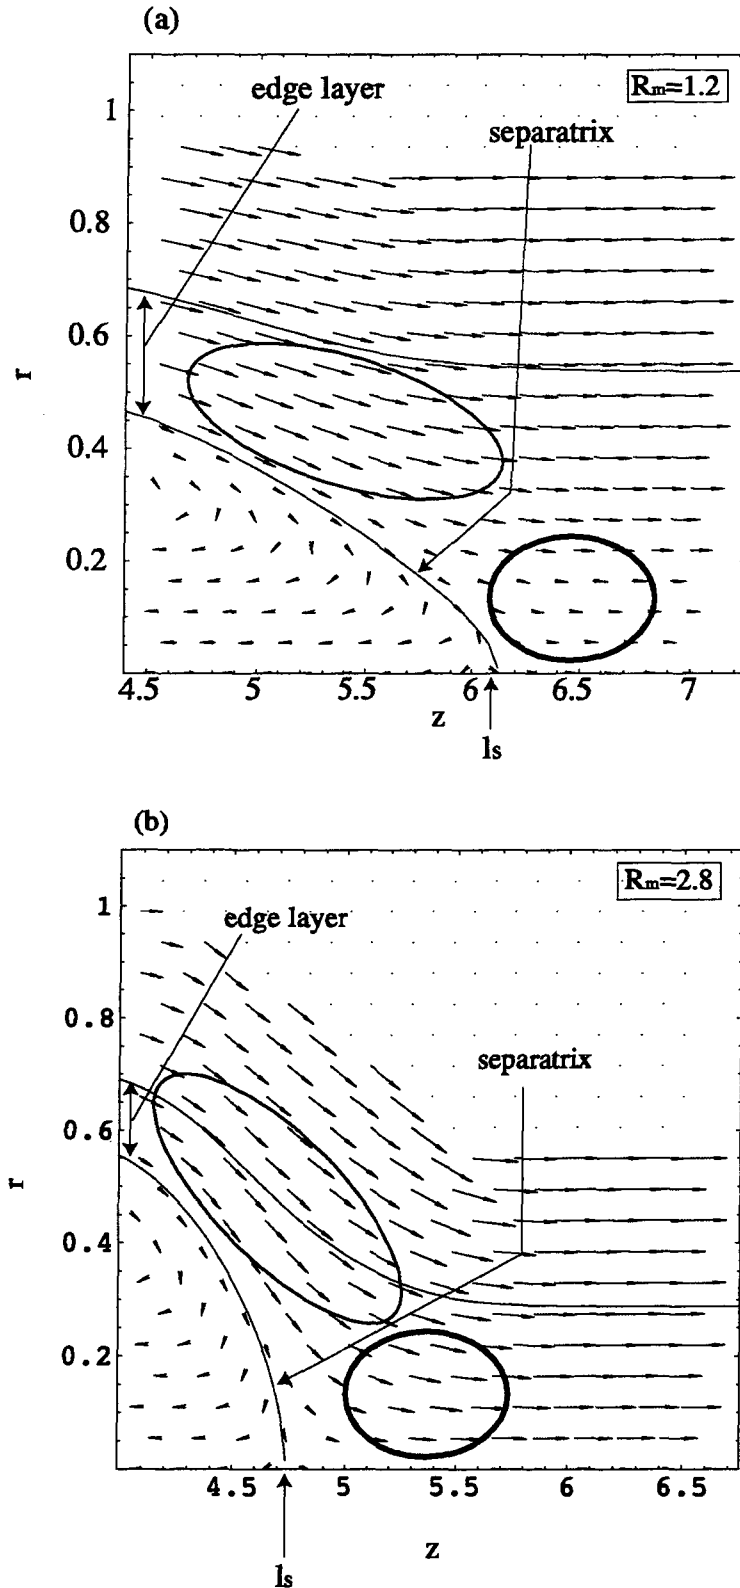 (a)
Rm=1.2
edge layer
separatrix
1
0.8
0.6
r
0.4
0.2
4.5 5 5.5 6 6.5 7
z
ls
(b)
Rm=2.8
edge layer
separatrix
1
0.8
0.6
r
0.4
0.2
4.5 5 5.5 6 6.5
z
ls